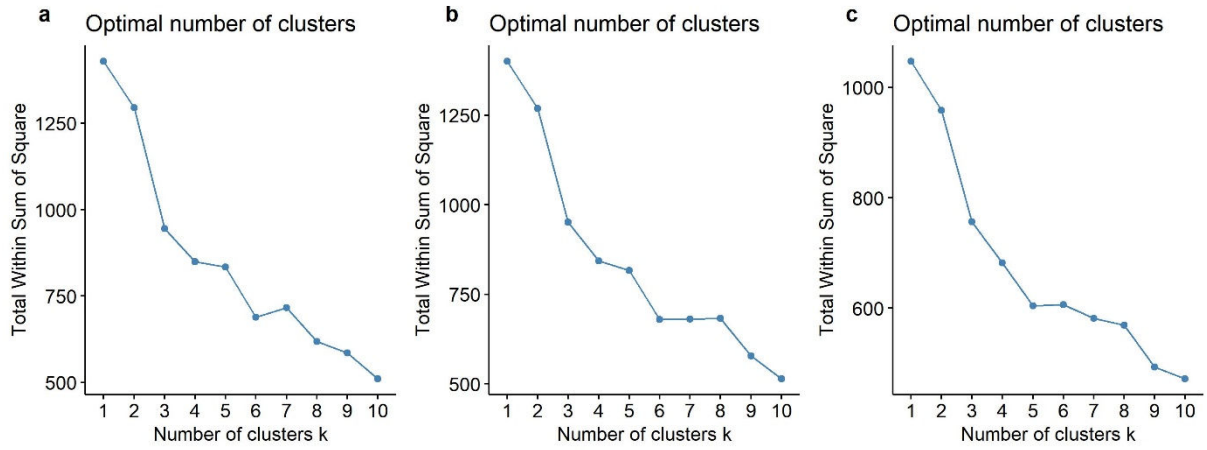 a
Optimal number of clusters
Total Within Sum of Square
1250
1000
750
500
1 2 3 4 5 6 7 8 9 10
Number of clusters k
b
Optimal number of clusters
Total Within Sum of Square
1250
1000
750
500
1 2 3 4 5 6 7 8 9 10
Number of clusters k
c
Optimal number of clusters
Total Within Sum of Square
1000
800
600
1 2 3 4 5 6 7 8 9 10
Number of clusters k